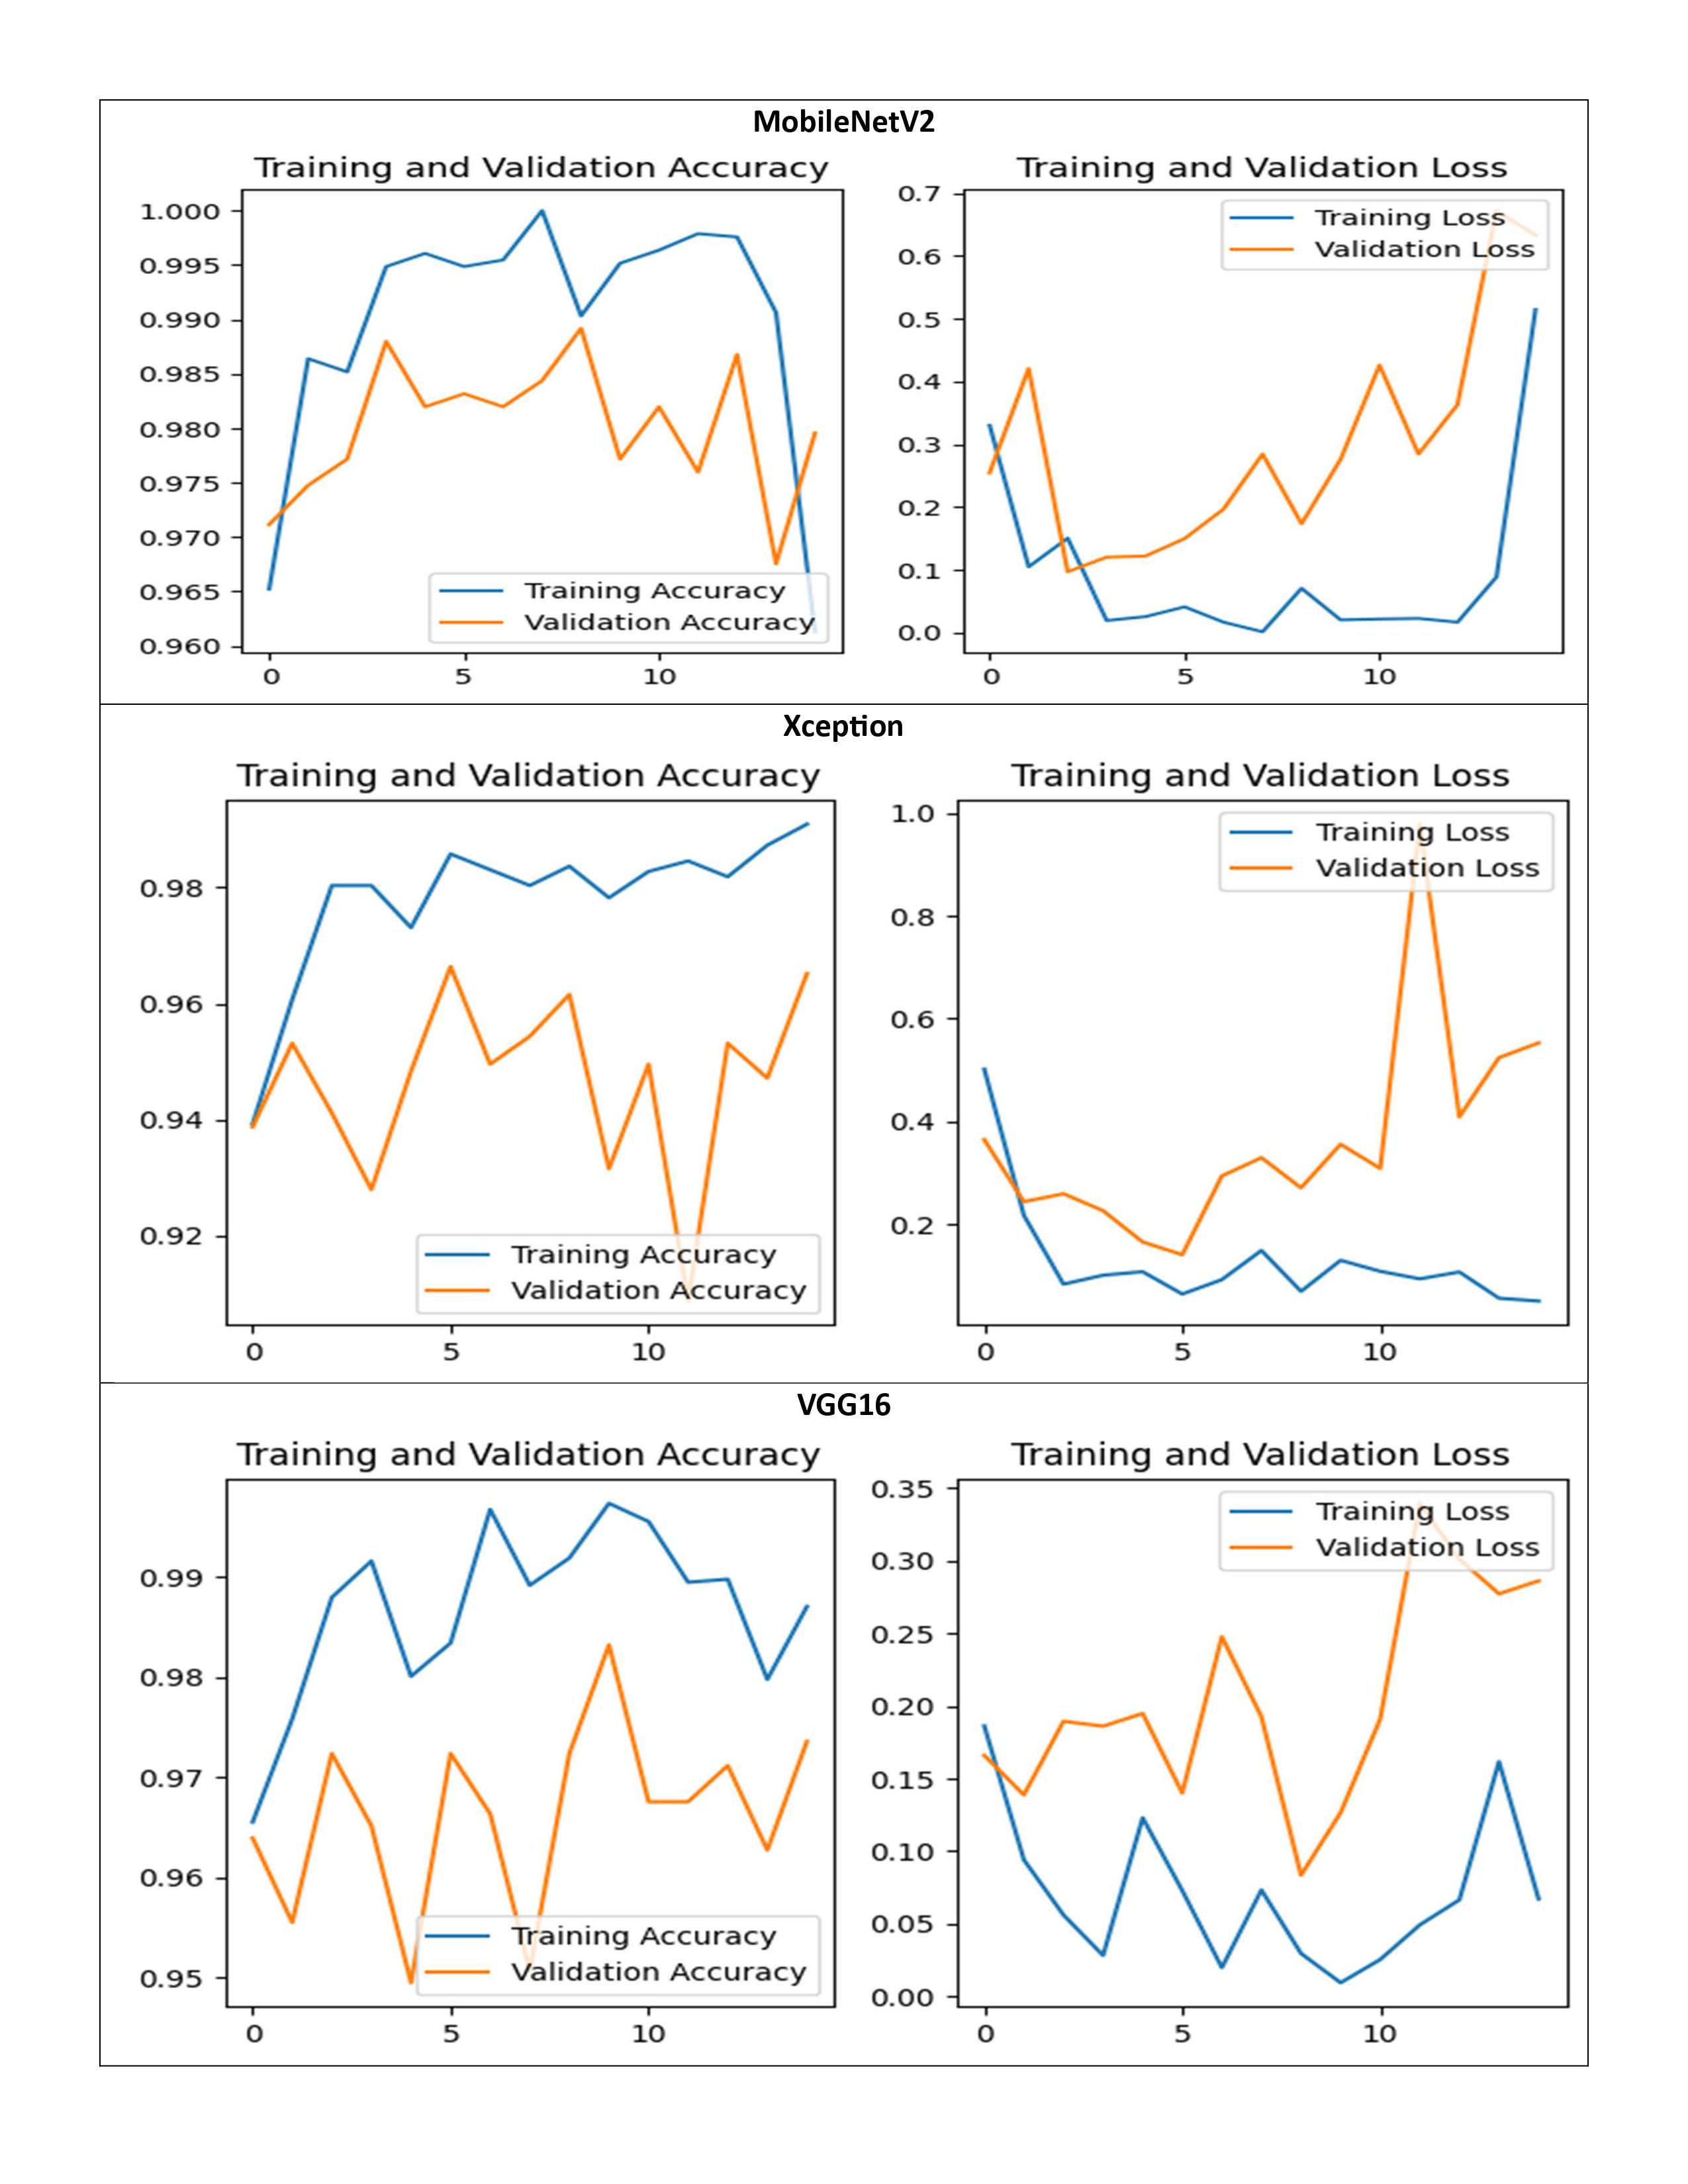 MobileNetV2
Training and Validation Accuracy
1.000
0.995
0.990
0.985
0.980
0.975
0.970
0.965
0.960
Training Accuracy
Validation Accuracy
0 5 10
Training and Validation Loss
0.7
0.6
0.5
0.4
0.3
0.2
0.1
0.0
Training Loss
Validation Loss
0 5 10
Xception
Training and Validation Accuracy
0.98
0.96
0.94
0.92
Training Accuracy
Validation Accuracy
0 5 10
Training and Validation Loss
1.0
0.8
0.6
0.4
0.2
Training Loss
Validation Loss
0 5 10
VGG16
Training and Validation Accuracy
0.99
0.98
0.97
0.96
0.95
Training Accuracy
Validation Accuracy
0 5 10
Training and Validation Loss
0.35
0.30
0.25
0.20
0.15
0.10
0.05
0.00
Training Loss
Validation Loss
0 5 10